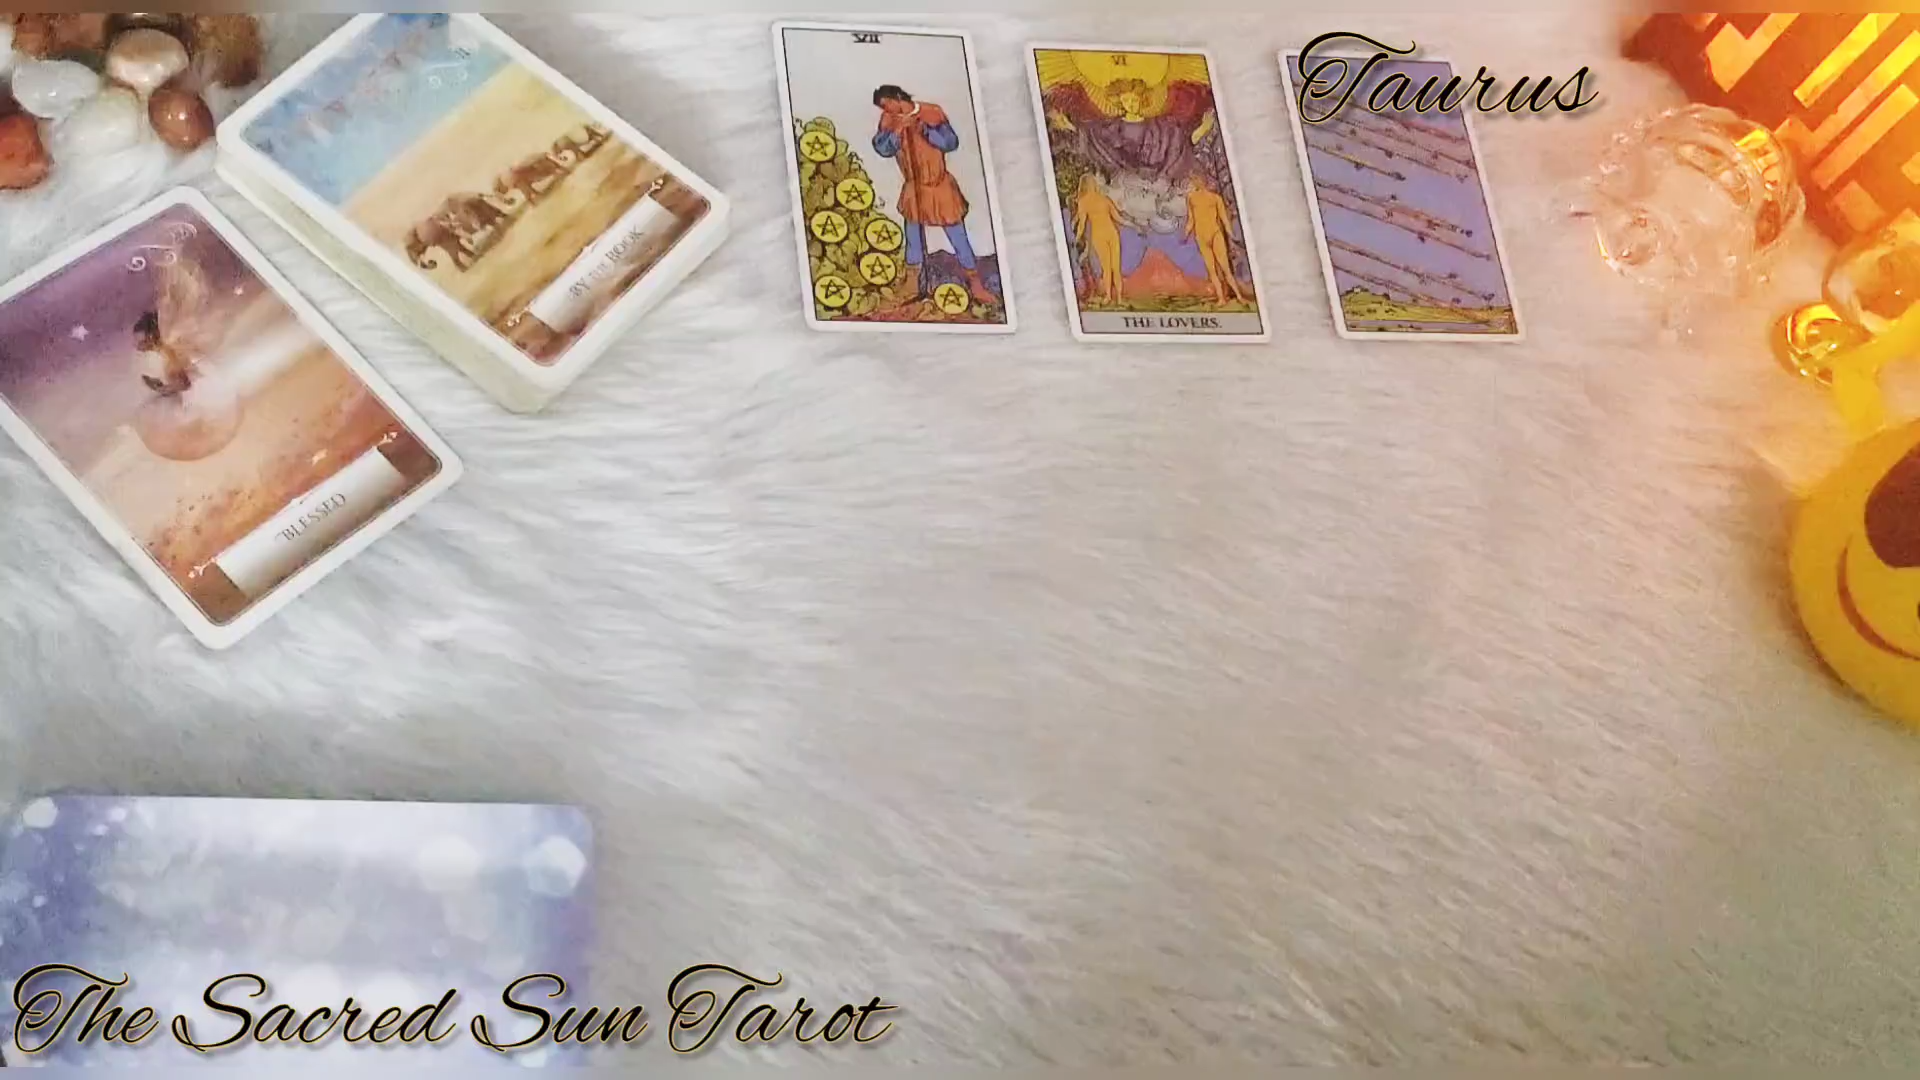 VII
VI
Taurus
BY THE BOOK
THE LOVERS.
BLESSED
The Sacred Sun Tarot